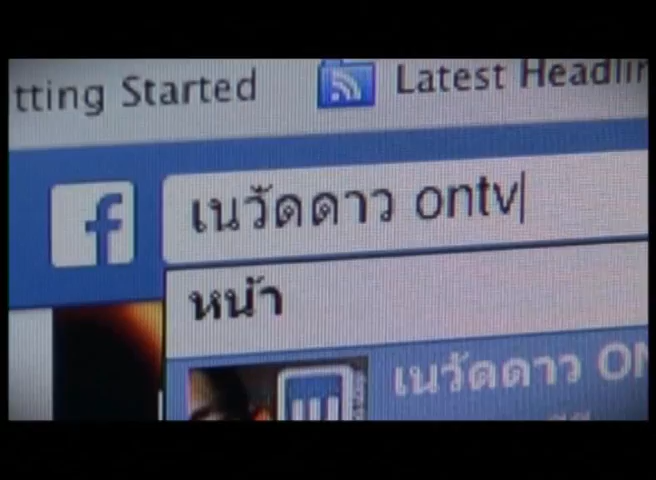 tting Started
Latest Headlin
f
เนวัดดาว ontv
หน้า
เนวัดดาว ON